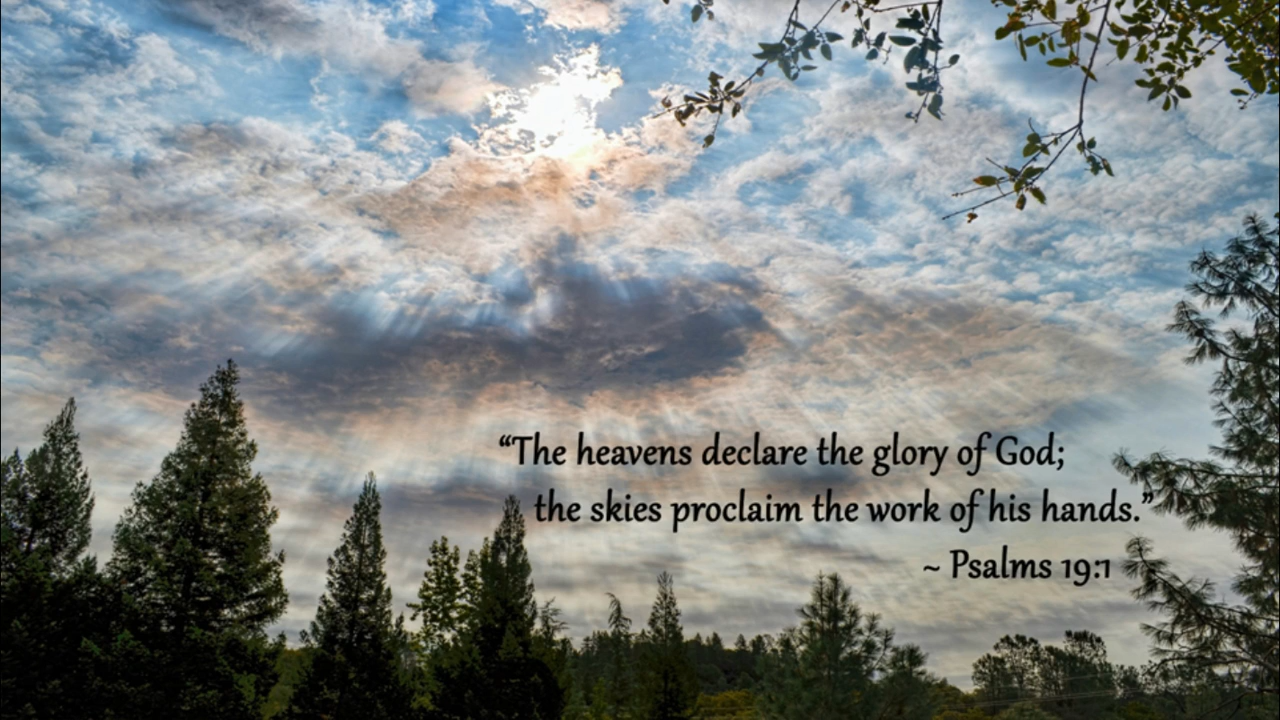 “The heavens declare the glory of God;
the skies proclaim the work of his hands.”
~ Psalms 19:1